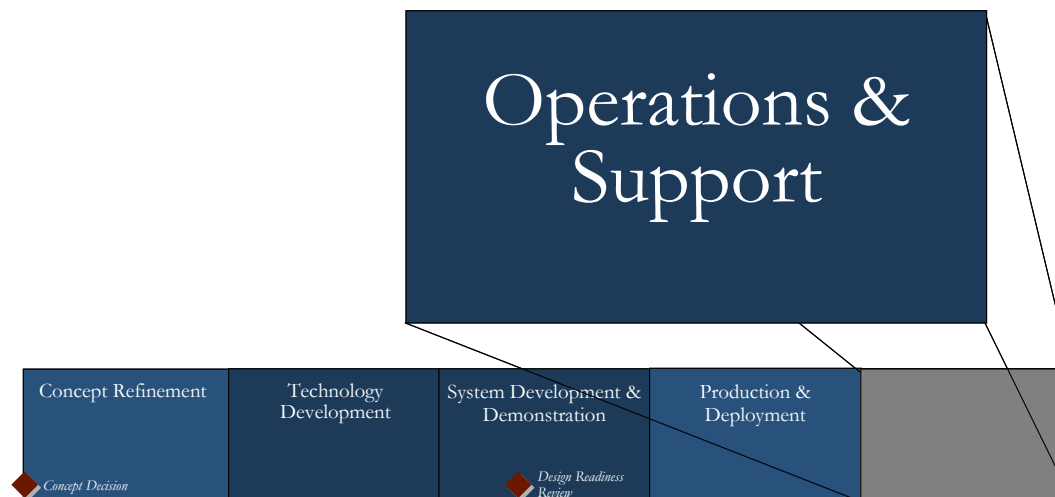 Operations &
Support
Concept Refinement
Technology
Development
System Development &
Demonstration
Production &
Deployment
Concept Decision
Design Readiness
Review